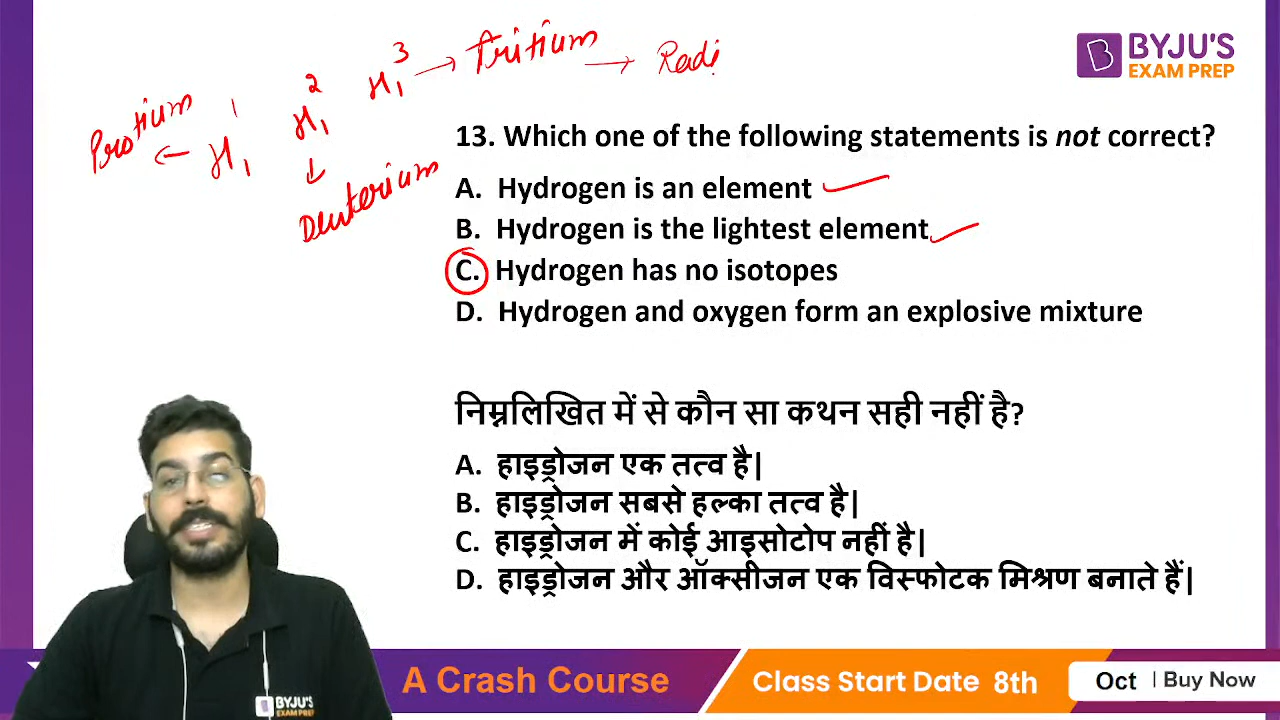 Protium ← H₁¹
H₁²
↓
Deuterium
H₁³ → Tritium → Radi
BYJU'S
EXAM PREP
13. Which one of the following statements is not correct?
A. Hydrogen is an element
B. Hydrogen is the lightest element
C. Hydrogen has no isotopes
D. Hydrogen and oxygen form an explosive mixture
निम्नलिखित में से कौन सा कथन सही नहीं है?
A. हाइड्रोजन एक तत्व है|
B. हाइड्रोजन सबसे हल्का तत्व है|
C. हाइड्रोजन में कोई आइसोटोप नहीं है|
D. हाइड्रोजन और ऑक्सीजन एक विस्फोटक मिश्रण बनाते हैं|
BYJU'S
EXAM PREP
A Crash Course
Class Start Date 8th Oct | Buy Now